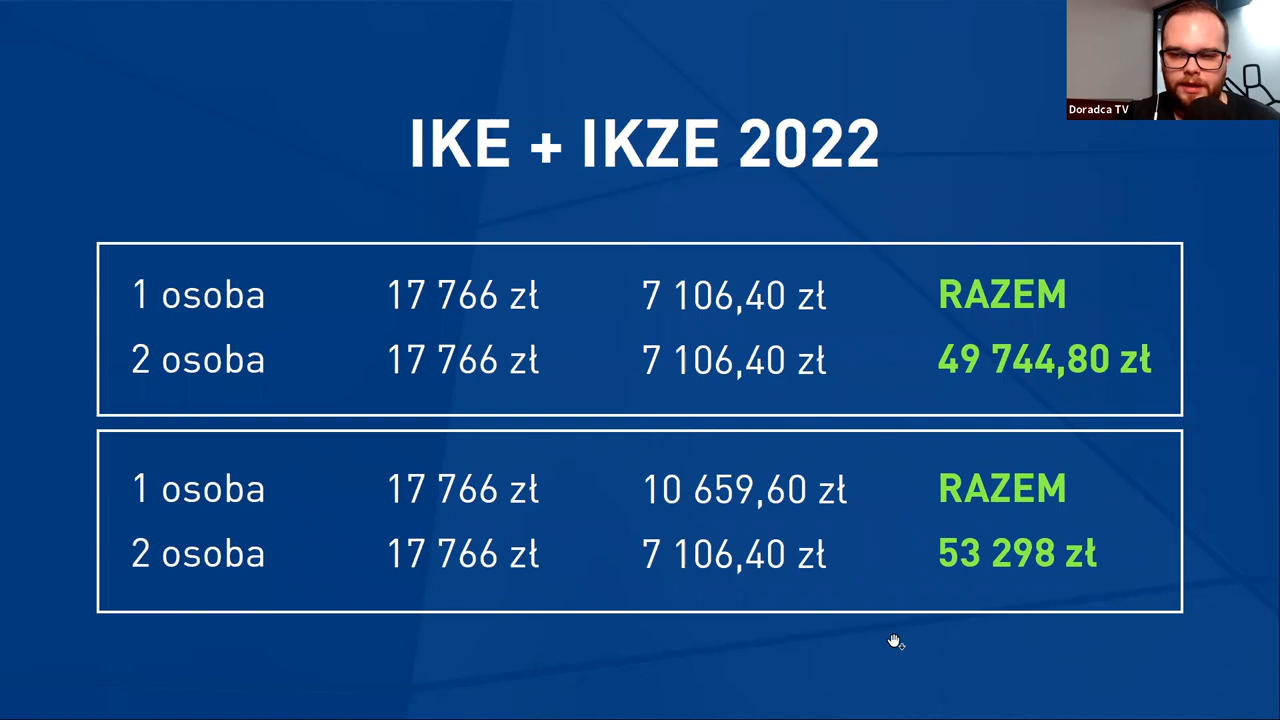 Doradca TV
IKE + IKZE 2022
1 osoba 17 766 zł 7 106,40 zł RAZEM
2 osoba 17 766 zł 7 106,40 zł 49 744,80 zł
1 osoba 17 766 zł 10 659,60 zł RAZEM
2 osoba 17 766 zł 7 106,40 zł 53 298 zł